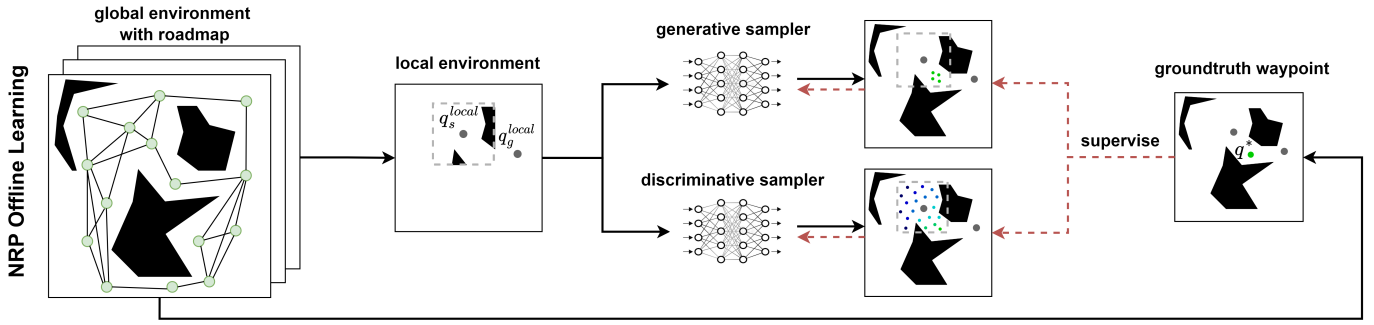 NRP Offline Learning
global environment
with roadmap
local environment
q_s^{local}
q_g^{local}
generative sampler
discriminative sampler
supervise
groundtruth waypoint
q^*